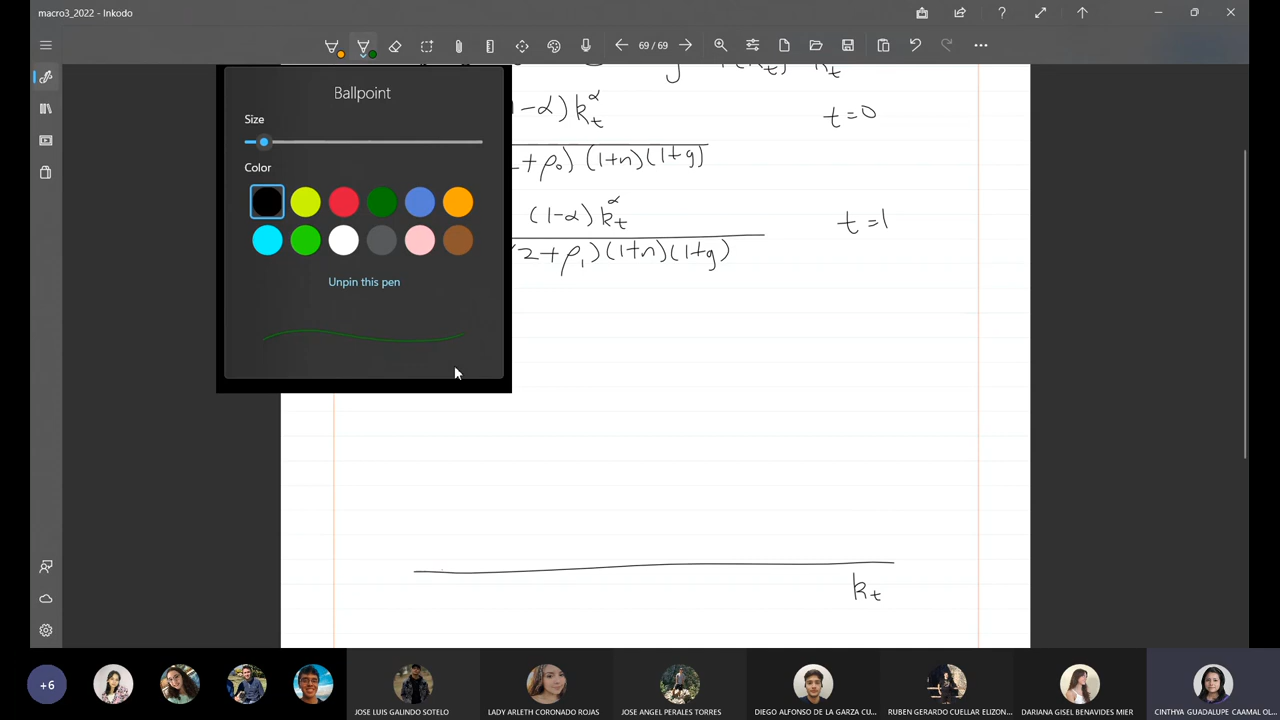 macro3_2022 - Inkodo
69 / 69
Ballpoint
Size
Color
Unpin this pen
-α) k_t^α
t=0
+ρ₀) (1+n)(1+g)
(1-α) k_t^α
t=1
(2+ρ₁)(1+n)(1+g)
k_t
+6
JOSE LUIS GALINDO SOTELO
LADY ARLETH CORONADO ROJAS
JOSE ANGEL PERALES TORRES
DIEGO ALFONSO DE LA GARZA CU...
RUBEN GERARDO CUELLAR ELIZON...
DARIANA GISEL BENAVIDES MIER
CINTHYA GUADALUPE CAAMAL OL...